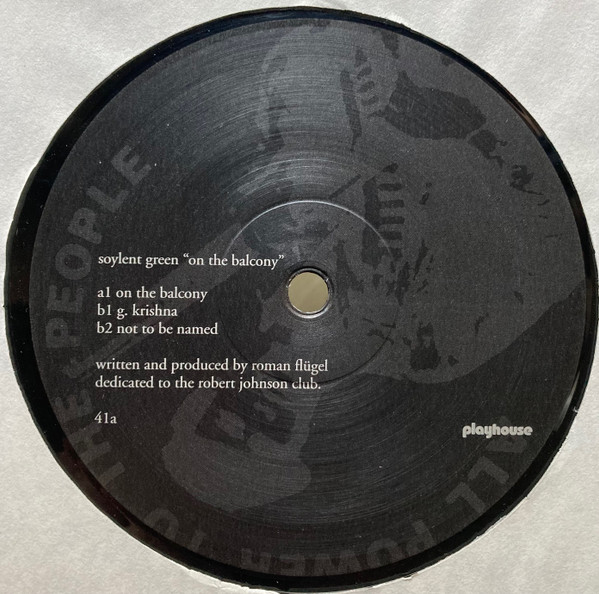 soylent green “on the balcony”
a1 on the balcony
b1 g. krishna
b2 not to be named
written and produced by roman flügel
dedicated to the robert johnson club.
41a
playhouse
ALL POWER TO THE PEOPLE